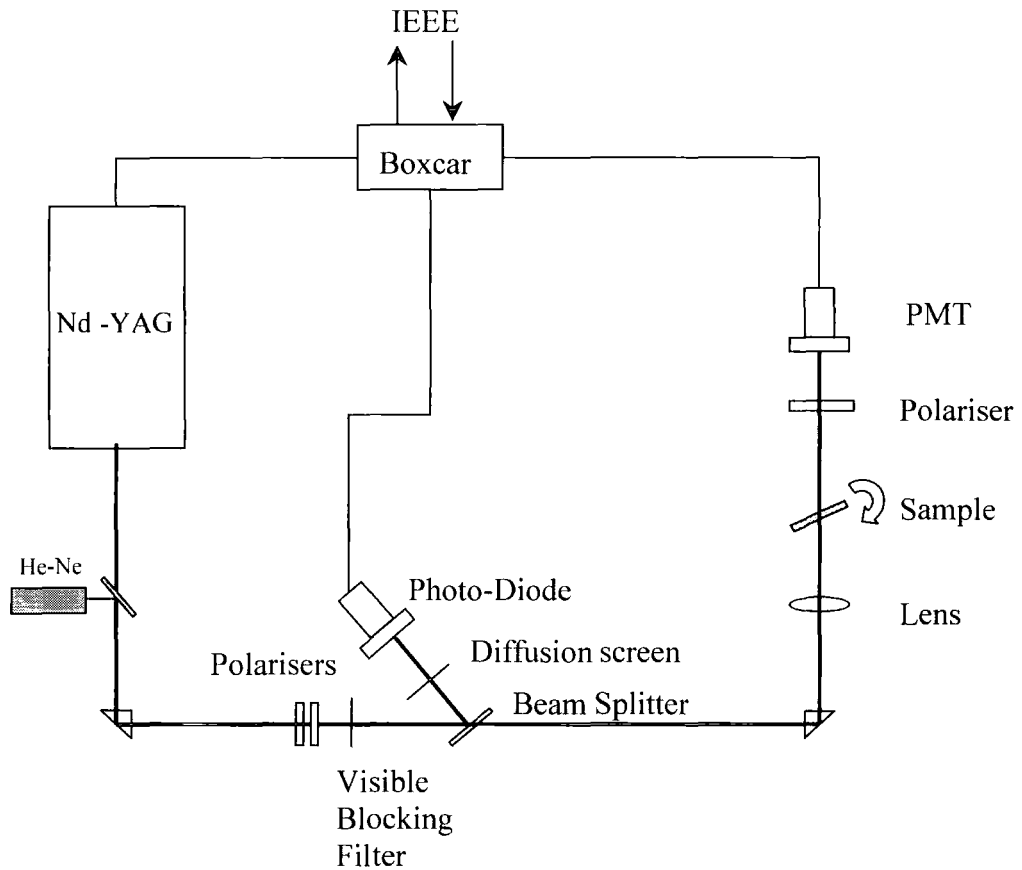 IEEE
Boxcar
Nd -YAG
PMT
Polariser
Sample
He-Ne
Photo-Diode
Lens
Polarisers
Diffusion screen
Beam Splitter
Visible
Blocking
Filter